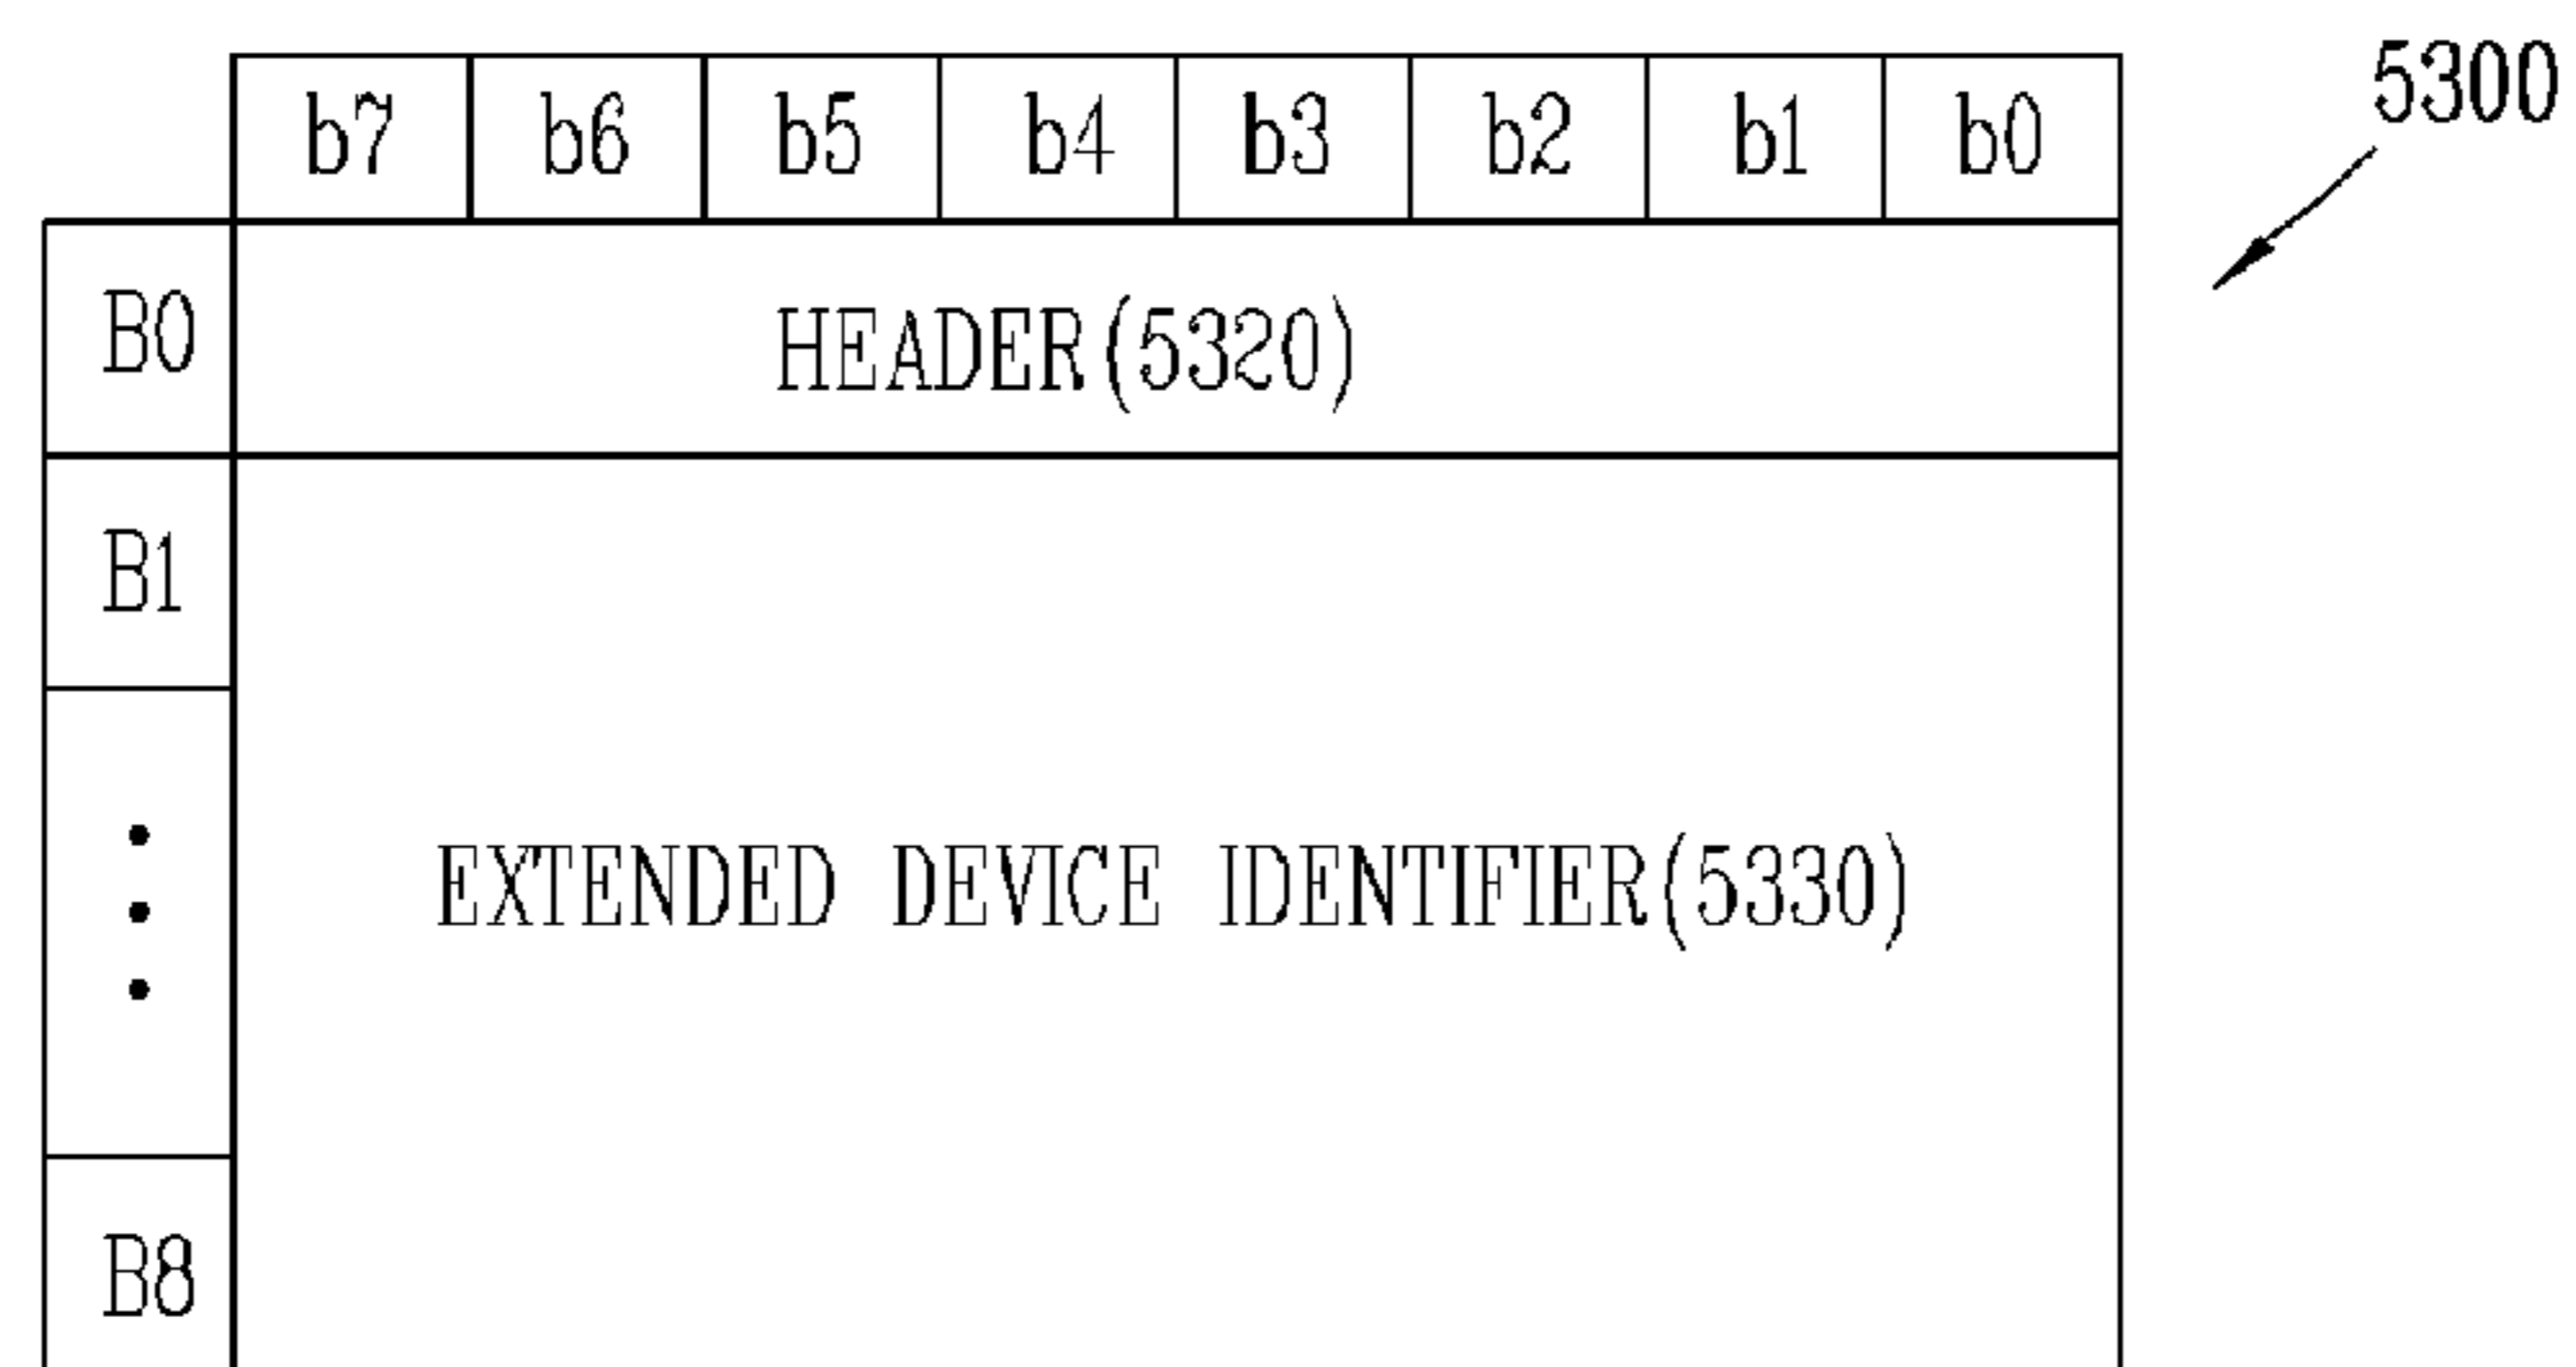 5300
b7 b6 b5 b4 b3 b2 b1 b0
B0 HEADER(5320)
B1
EXTENDED DEVICE IDENTIFIER(5330)
B8